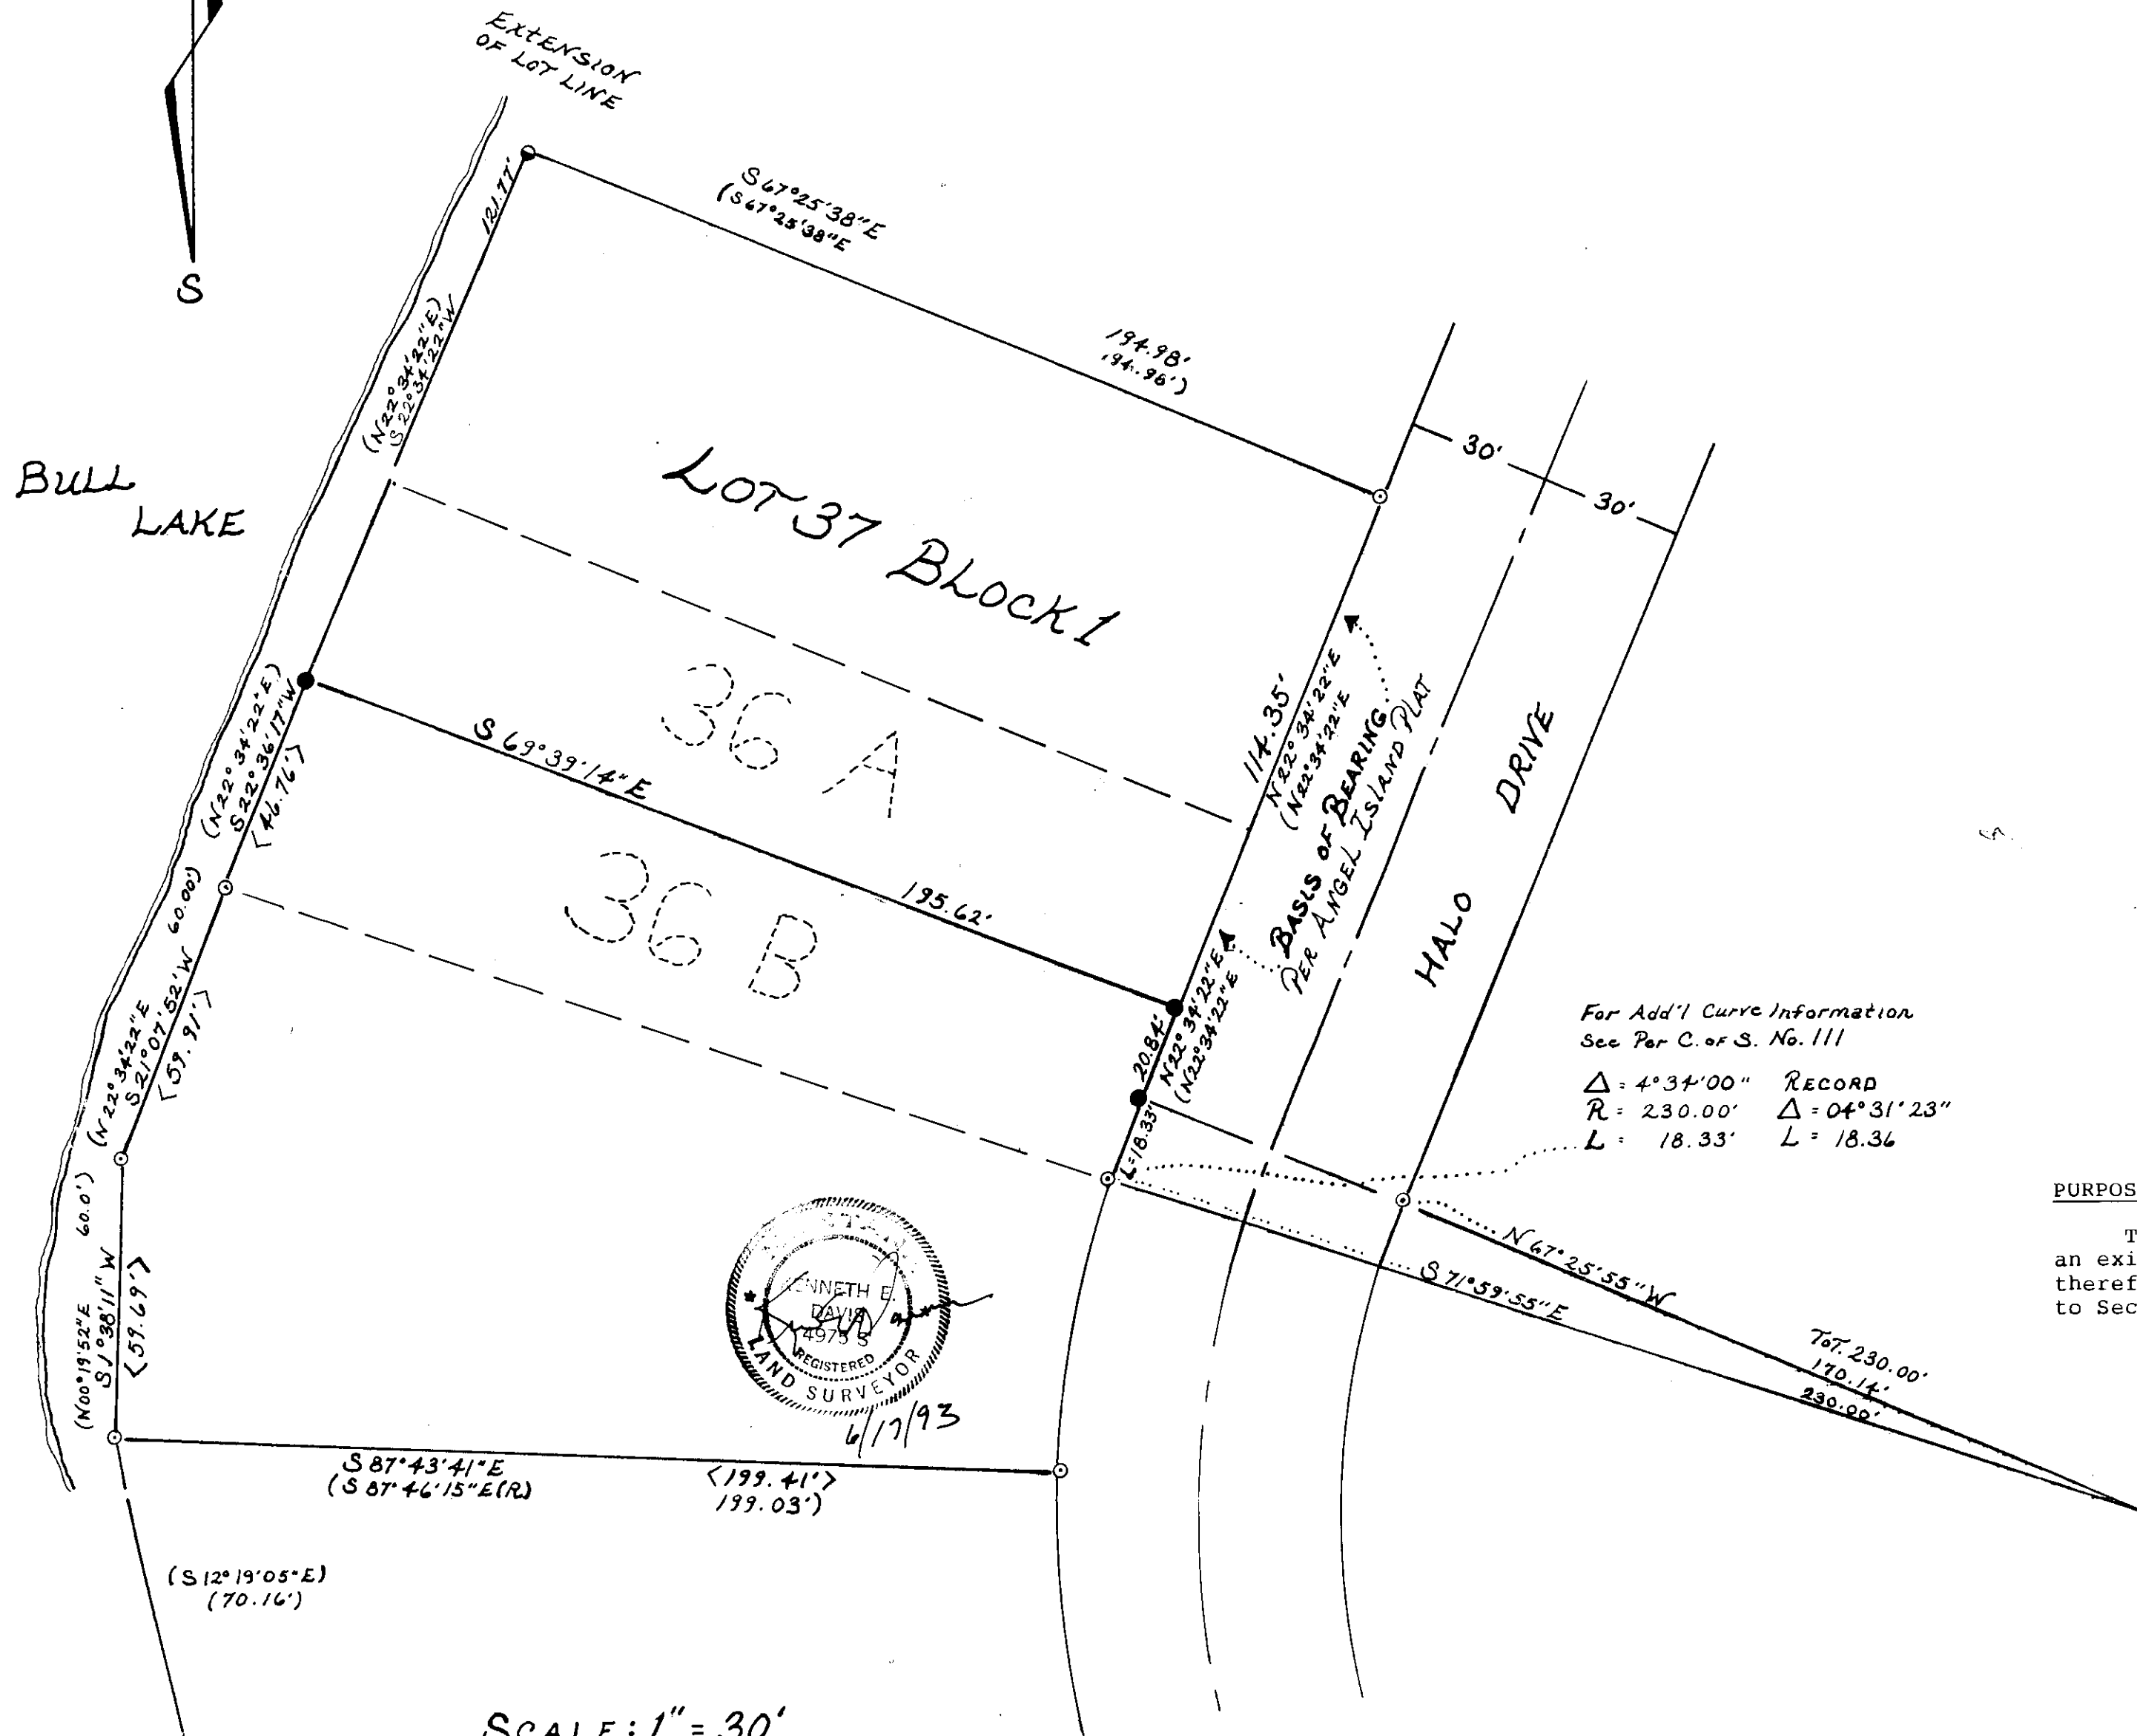 EXTENSION
OF LOT LINE
S
121.77'
S 67°25'38"E
(S 67°25'38"E
194.98'
194.98')
(N 22°34'22"E)
S 22°34'22"W
30'
30'
BULL
LAKE
LOT 37 BLOCK 1
36 A
S 69°39'14" E
195.62'
36 B
(N 22°34'22"E)
S 22°36'17"W
<46.76'>
114.35'
N 22°34'22"E
(N 22°34'22"E
BASIS OF BEARING
PER ANGEL ISLAND PLAT
HALO DRIVE
(N 22°34'22"E 60.00')
S 21°07'52"W
<59.91'>
20.84'
N 22°34'22"E
(N 22°34'22"E
L=18.33'
For Add'l Curve Information
See Per C. of S. No. 111
Δ = 4°34'00" RECORD
R = 230.00' Δ = 04°31'23"
L = 18.33' L = 18.36
PURPOS
T
an exi
theref
to Sec
N 67°25'55"W
S 71°59'55"E
TOT. 230.00'
170.14'
230.00'
(N00°19'52"E 60.0')
S 1°38'11" W
<59.69'>
KENNETH E.
DAVIS
4975 S
REGISTERED
LAND SURVEYOR
6/17/93
S 87°43'41"E <199.41'>
(S 87°46'15"E(R) 199.03')
(S 12°19'05"E)
(70.16')
SCALE: 1" = 30'